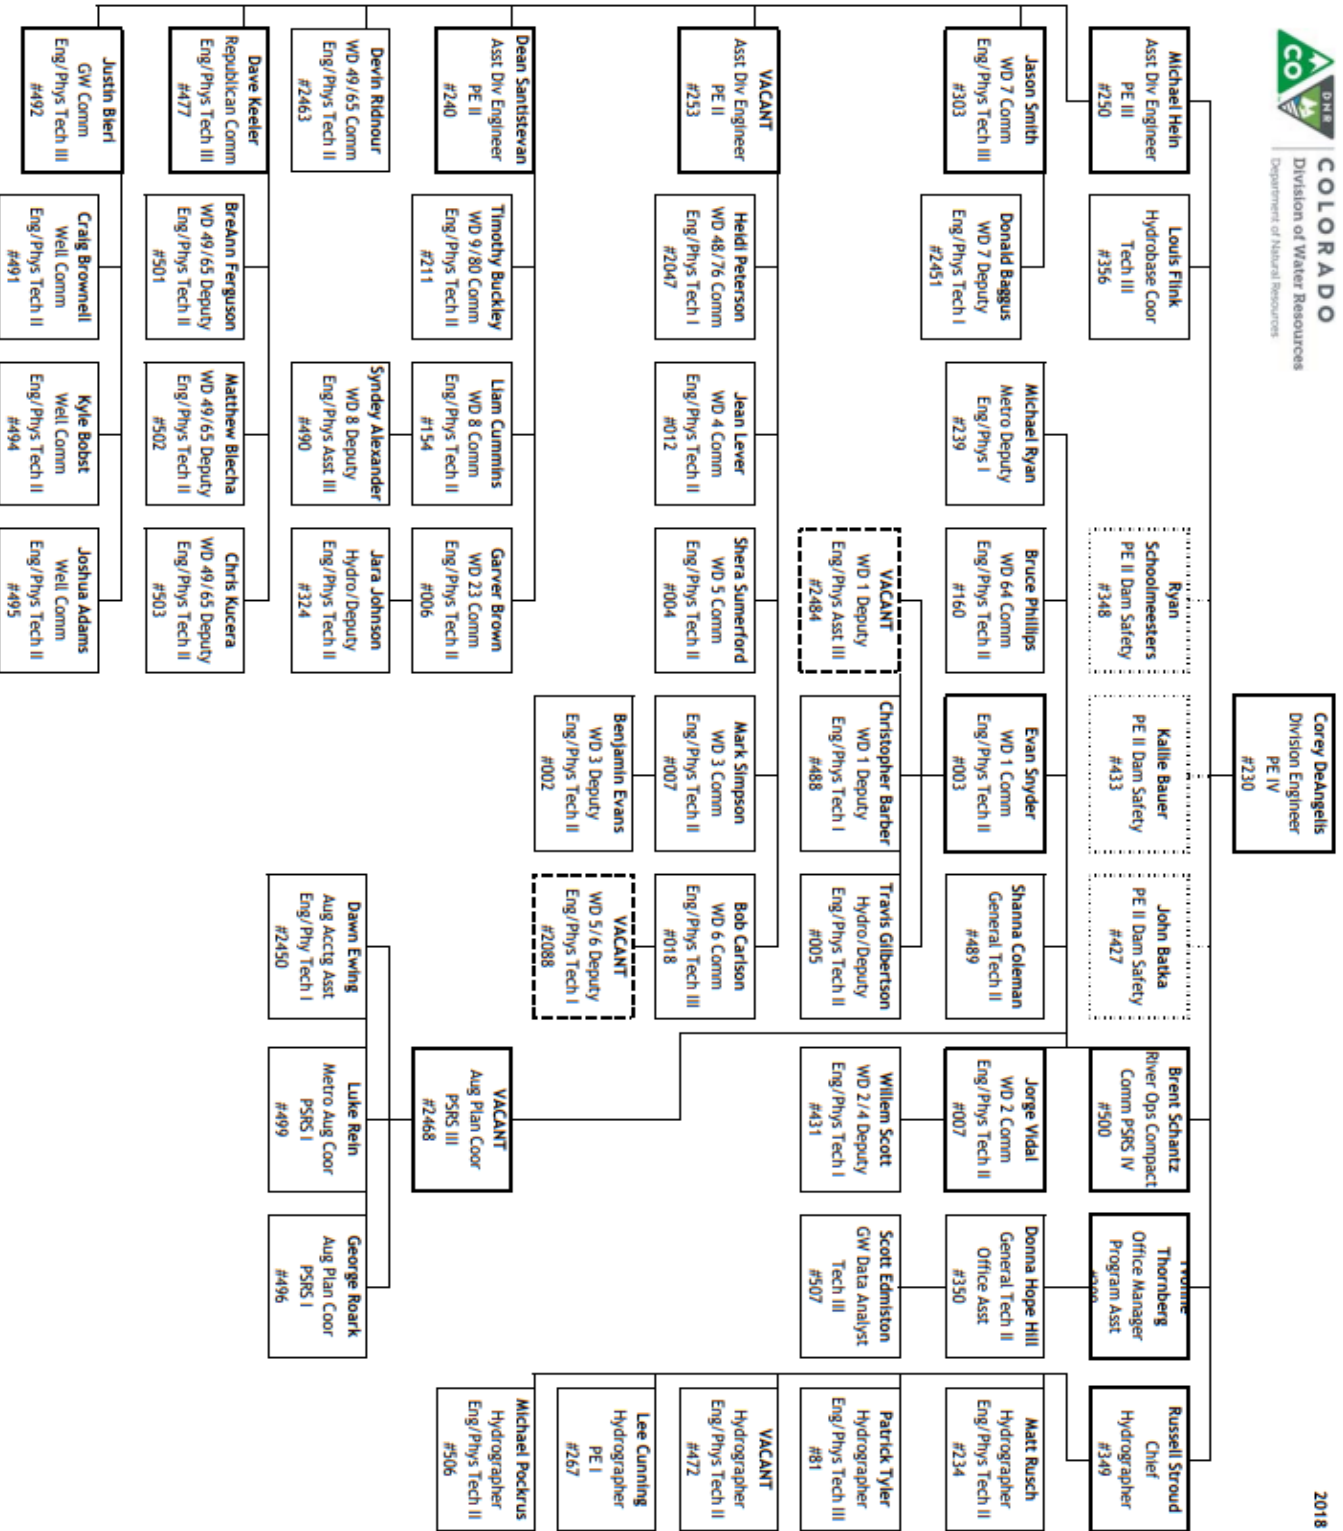 COLORADO
Division of Water Resources
Department of Natural Resources
DNR
CO
2018
Corey DeAngelis
Division Engineer
PE IV
#230
Michael Hein
Asst Div Engineer
PE III
#250
Louis Flink
Hydrobase Coor
Tech III
#356
Ryan
Schoolmeesters
PE II Dam Safety
#348
Kallie Bauer
PE II Dam Safety
#433
John Batka
PE II Dam Safety
#427
Brent Schantz
River Ops Compact
Comm PSRS IV
#500
Thornberg
Office Manager
Program Asst
Russell Stroud
Chief
Hydrographer
#349
Jason Smith
WD 7 Comm
Eng/Phys Tech III
#303
Donald Baggus
WD 7 Deputy
Eng/Phys Tech I
#2451
Michael Ryan
Metro Deputy
Eng/Phys I
#239
Bruce Phillips
WD 64 Comm
Eng/Phys Tech II
#160
Evan Snyder
WD 1 Comm
Eng/Phys Tech II
#003
Shanna Coleman
General Tech II
#489
Jorge Vidal
WD 2 Comm
Eng/Phys Tech II
#007
Donna Hope Hill
General Tech II
Office Asst
#350
Matt Rusch
Hydrographer
Eng/Phys Tech II
#234
VACANT
WD 1 Deputy
Eng/Phys Asst III
#2484
Christopher Barber
WD 1 Deputy
Eng/Phys Tech I
#488
Travis Gilbertson
Hydro/Deputy
Eng/Phys Tech II
#005
Willem Scott
WD 2/4 Deputy
Eng/Phys Tech I
#431
Scott Edmiston
GW Data Analyst
Tech III
#507
Patrick Tyler
Hydrographer
Eng/Phys Tech III
#81
VACANT
Asst Div Engineer
PE II
#253
Heidi Peterson
WD 48/76 Comm
Eng/Phys Tech I
#2047
Jean Lever
WD 4 Comm
Eng/Phys Tech II
#012
Shera Sumerford
WD 5 Comm
Eng/Phys Tech II
#004
Mark Simpson
WD 3 Comm
Eng/Phys Tech II
#007
Bob Carlson
WD 6 Comm
Eng/Phys Tech III
#018
VACANT
Hydrographer
Eng/Phys Tech II
#472
Benjamin Evans
WD 3 Deputy
Eng/Phys Tech II
#002
VACANT
WD 5/6 Deputy
Eng/Phys Tech I
#2088
Lee Cunning
Hydrographer
PE I
#267
Dean Santistevan
Asst Div Engineer
PE II
#240
Timothy Buckley
WD 9/80 Comm
Eng/Phys Tech II
#211
Liam Cummins
WD 8 Comm
Eng/Phys Tech II
#154
Garver Brown
WD 23 Comm
Eng/Phys Tech II
#006
VACANT
Aug Plan Coor
PSRS III
#2468
Michael Pockrus
Hydrographer
Eng/Phys Tech II
#506
Devin Ridnour
WD 49/65 Comm
Eng/Phys Tech II
#2463
Syndey Alexander
WD 8 Deputy
Eng/Phys Asst III
#490
Jara Johnson
Hydro/Deputy
Eng/Phys Tech II
#324
Dawn Ewing
Aug Acctg Asst
Eng/Phy Tech I
#2450
Luke Rein
Metro Aug Coor
PSRS I
#499
George Roark
Aug Plan Coor
PSRS I
#496
Dave Keeler
Republican Comm
Eng/Phys Tech III
#477
BreAnn Ferguson
WD 49/65 Deputy
Eng/Phys Tech II
#501
Matthew Blecha
WD 49/65 Deputy
Eng/Phys Tech II
#502
Chris Kucera
WD 49/65 Deputy
Eng/Phys Tech II
#503
Justin Bieri
GW Comm
Eng/Phys Tech III
#492
Craig Brownell
Well Comm
Eng/Phys Tech II
#491
Kyle Bobst
Well Comm
Eng/Phys Tech II
#494
Joshua Adams
Well Comm
Eng/Phys Tech II
#495